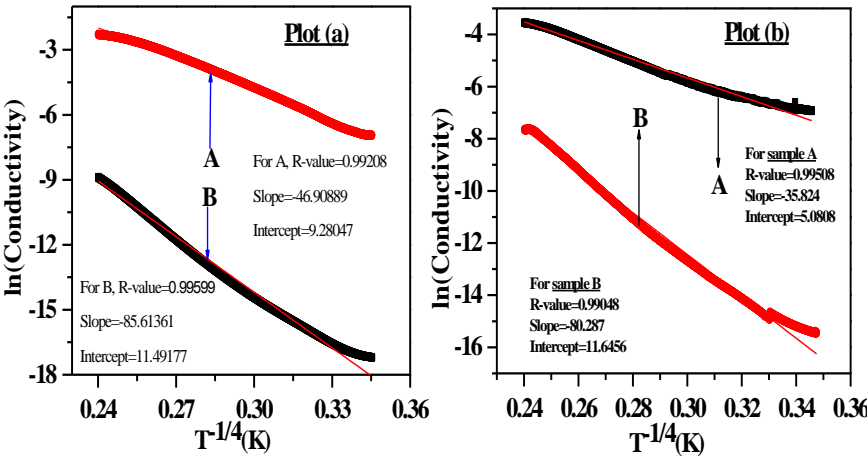 Plot (a)
-3
-6
-9
-12
-15
-18
ln(Conductivity)
A
For A, R-value=0.99208
Slope=-46.90889
Intercept=9.28047
B
For B, R-value=0.99599
Slope=-85.61361
Intercept=11.49177
0.24 0.27 0.30 0.33 0.36
T-1/4(K)
Plot (b)
-4
-6
-8
-10
-12
-14
-16
ln(Conductivity)
B
A
For sample A
R-value=0.99508
Slope=-35.824
Intercept=5.0808
For sample B
R-value=0.99048
Slope=-80.287
Intercept=11.6456
0.24 0.26 0.28 0.30 0.32 0.34 0.36
T-1/4(K)